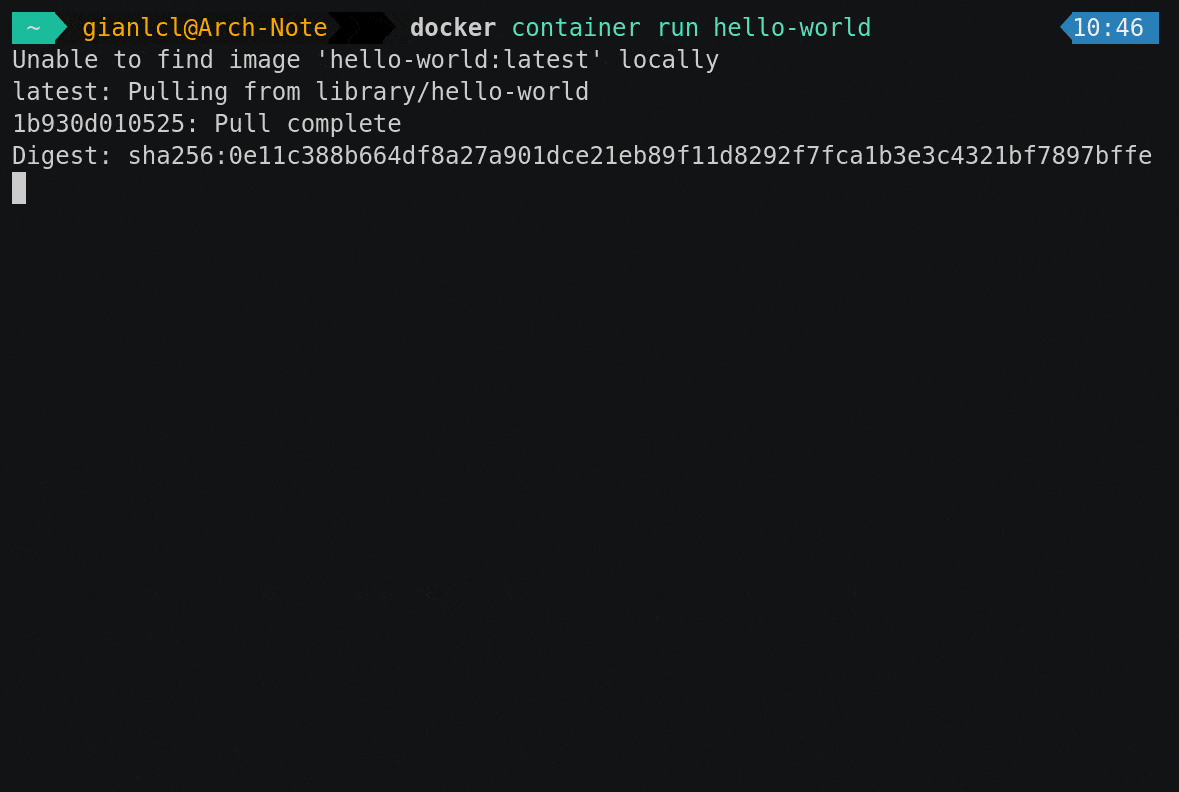 ~ gianlcl@Arch-Note docker container run hello-world 10:46
Unable to find image 'hello-world:latest' locally
latest: Pulling from library/hello-world
1b930d010525: Pull complete
Digest: sha256:0e11c388b664df8a27a901dce21eb89f11d8292f7fca1b3e3c4321bf7897bffe